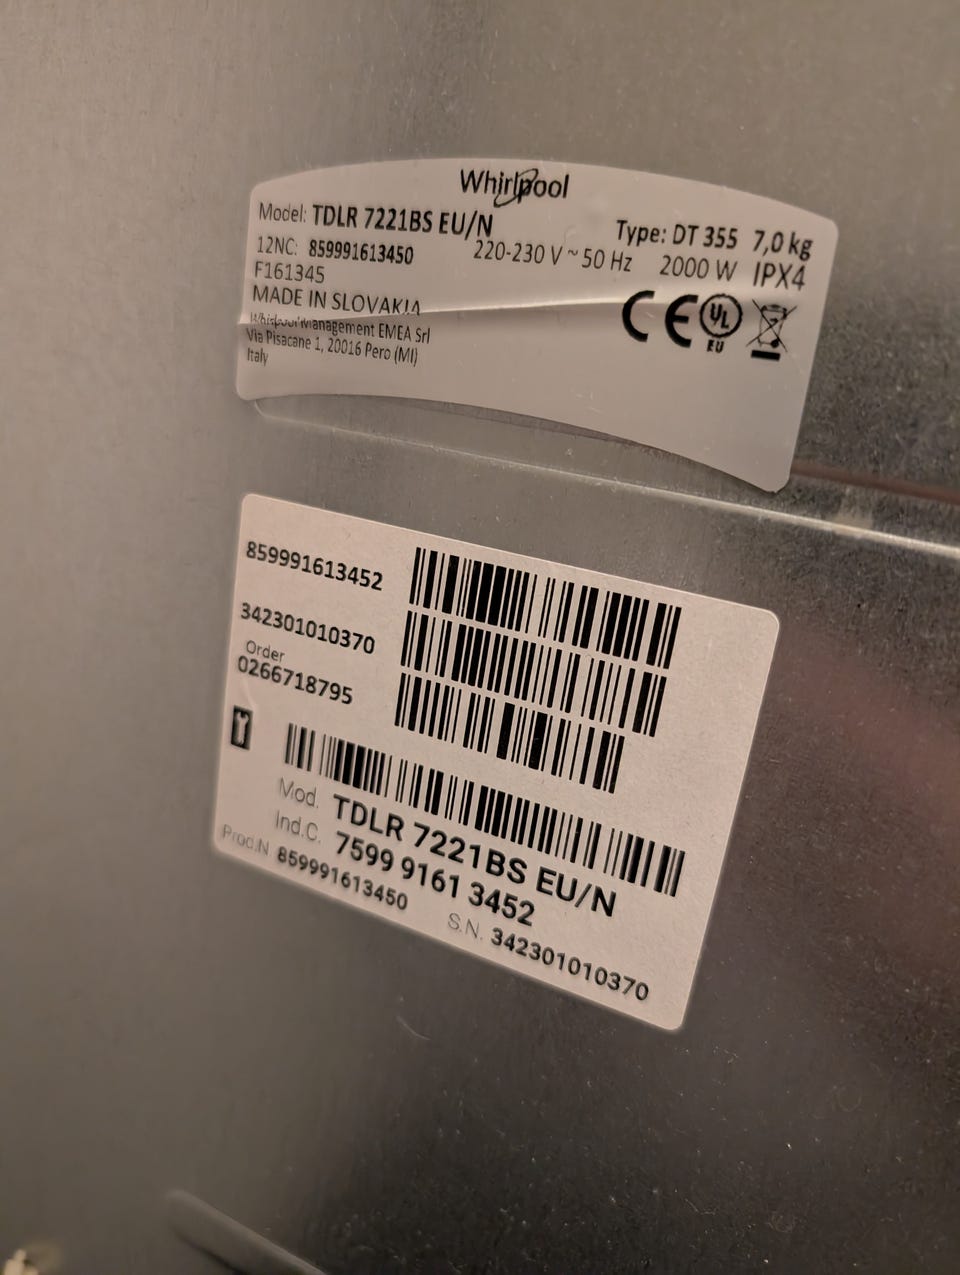 Whirlpool
Model: TDLR 7221BS EU/N
Type: DT 355 7,0 kg
12NC: 859991613450
220-230 V ~ 50 Hz 2000 W IPX4
F161345
MADE IN SLOVAKIA
Whirlpool Management EMEA Srl
Via Pisacane 1, 20016 Pero (MI)
Italy
CE
UL
EU
859991613452
342301010370
Order
0266718795
Mod. TDLR 7221BS EU/N
Ind.C. 7599 9161 3452
Prod.N 859991613450
S.N. 342301010370